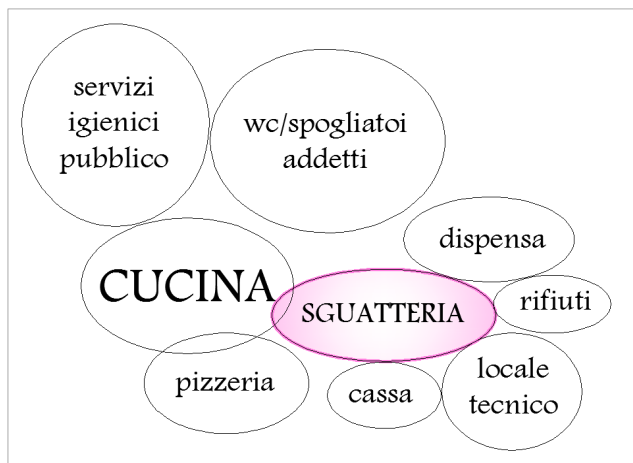 servizi
igienici
pubblico
wc/spogliatoi
addetti
dispensa
CUCINA
SGUATTERIA
rifiuti
pizzeria
cassa
locale
tecnico